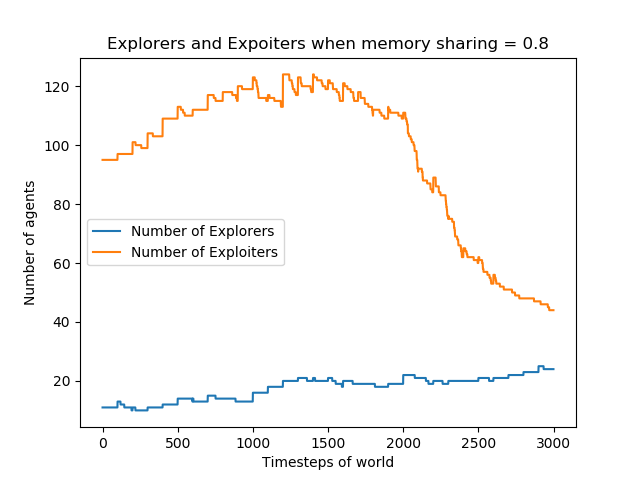 Explorers and Expoiters when memory sharing = 0.8
Number of agents
120
100
80
60
40
20
Number of Explorers
Number of Exploiters
0 500 1000 1500 2000 2500 3000
Timesteps of world